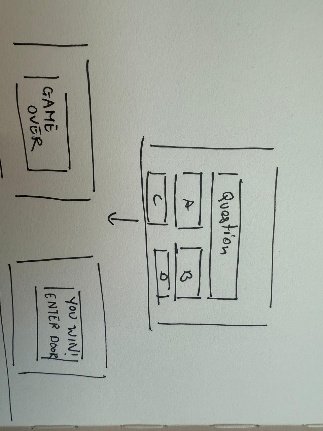 Question
A
B
C
D
GAME
OVER
YOU WIN!
ENTER DOOR